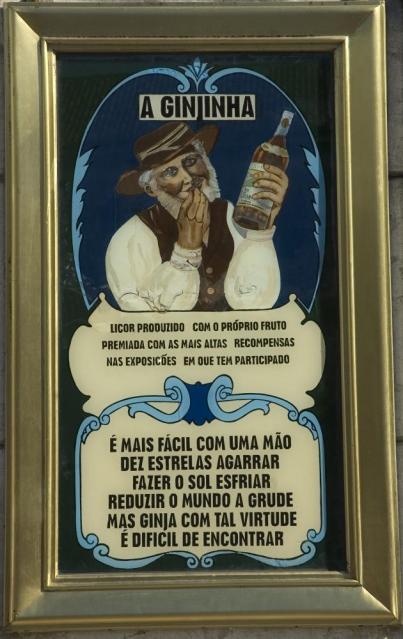 A GINJINHA
LICOR PRODUZIDO COM O PRÓPRIO FRUTO
PREMIADA COM AS MAIS ALTAS RECOMPENSAS
NAS EXPOSICÕES EM QUE TEM PARTICIPADO
É MAIS FÁCIL COM UMA MÃO
DEZ ESTRELAS AGARRAR
FAZER O SOL ESFRIAR
REDUZIR O MUNDO A GRUDE
MAS GINJA COM TAL VIRTUDE
É DIFICIL DE ENCONTRAR